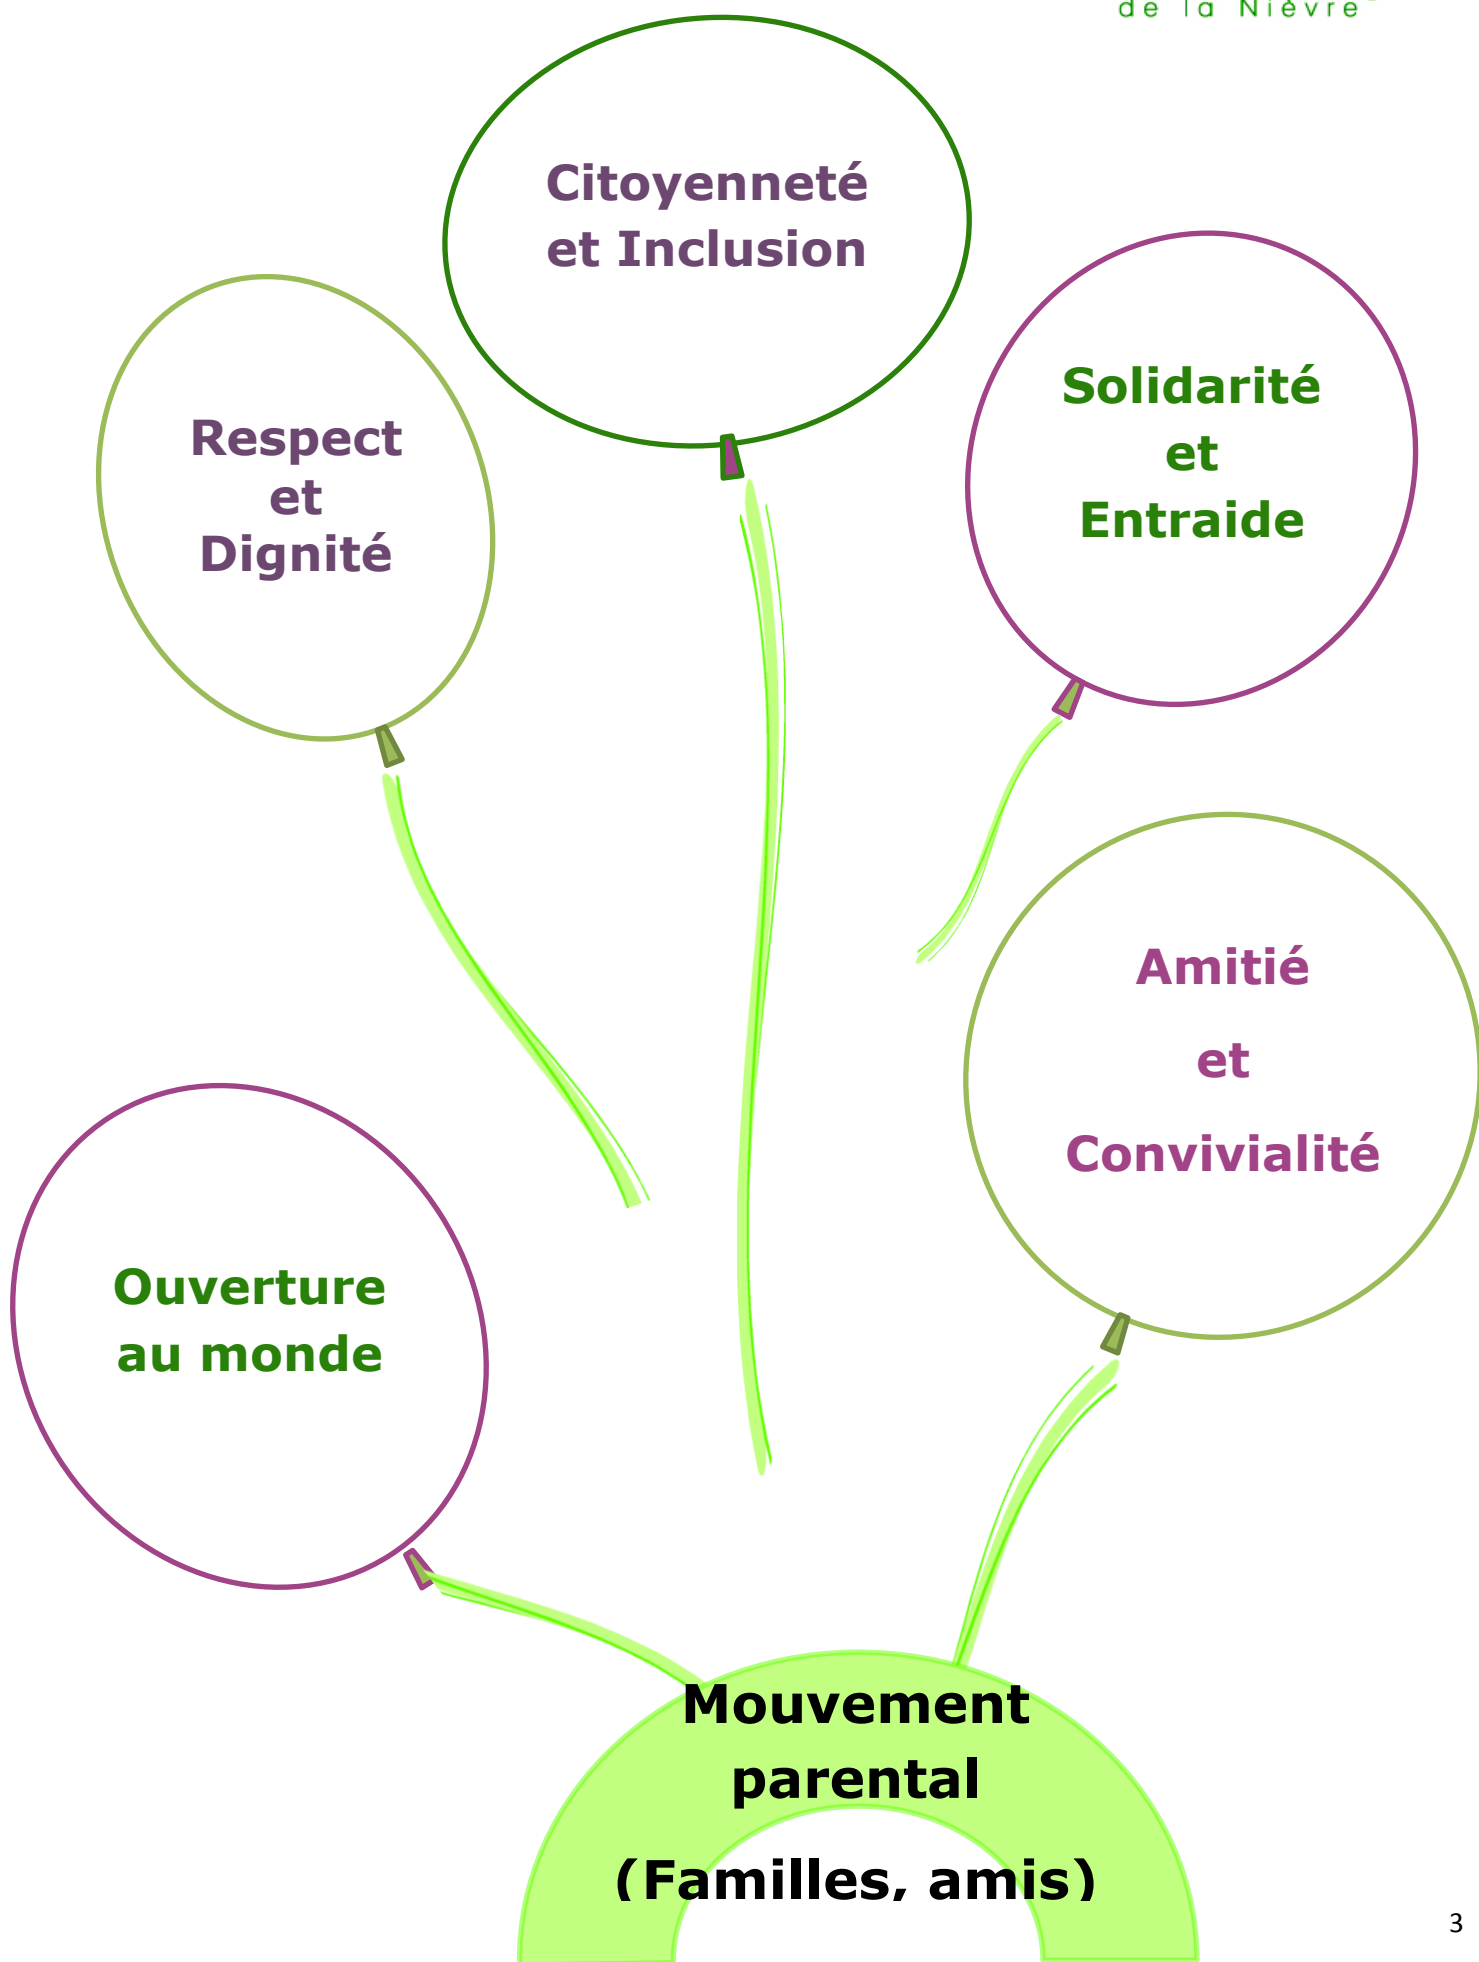 de la Nièvre
Citoyenneté
et Inclusion
Respect
et
Dignité
Solidarité
et
Entraide
Amitié
et
Convivialité
Ouverture
au monde
Mouvement
parental
(Familles, amis)
3